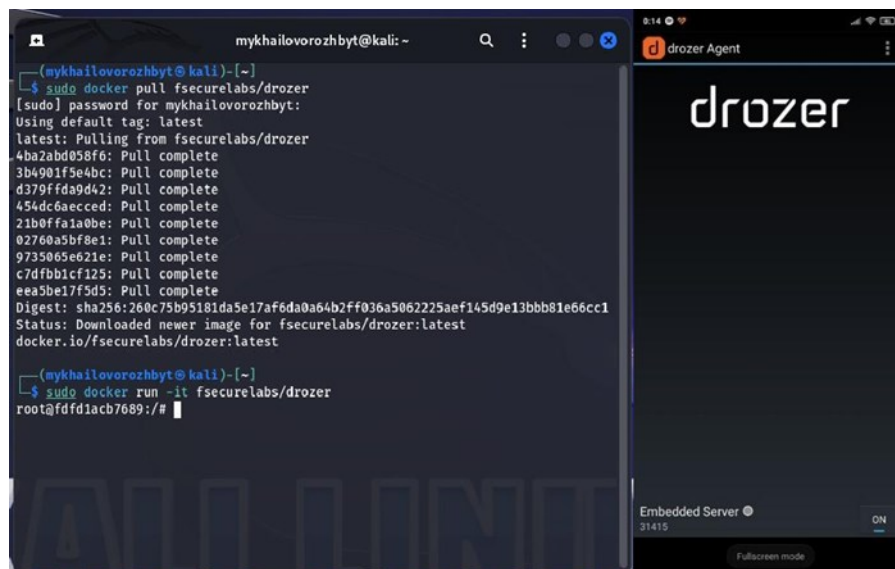 mykhailovorozhbyt@kali: ~
(mykhailovorozhbyt㉿kali)-[~]
$ sudo docker pull fsecurelabs/drozer
[sudo] password for mykhailovorozhbyt:
Using default tag: latest
latest: Pulling from fsecurelabs/drozer
4ba2abd058f6: Pull complete
3b4901f5e4bc: Pull complete
d379ffda9d42: Pull complete
454dc6aecced: Pull complete
21b0ffa1a0be: Pull complete
02760a5bf8e1: Pull complete
9735065e621e: Pull complete
c7dfbb1cf125: Pull complete
eea5be17f5d5: Pull complete
Digest: sha256:260c75b95181da5e17af6da0a64b2ff036a5062225aef145d9e13bbb81e66cc1
Status: Downloaded newer image for fsecurelabs/drozer:latest
docker.io/fsecurelabs/drozer:latest
(mykhailovorozhbyt㉿kali)-[~]
$ sudo docker run -it fsecurelabs/drozer
root@fdfd1acb7689:/#
8:14
d drozer Agent
drozer
Embedded Server
31415
ON
Fullscreen mode